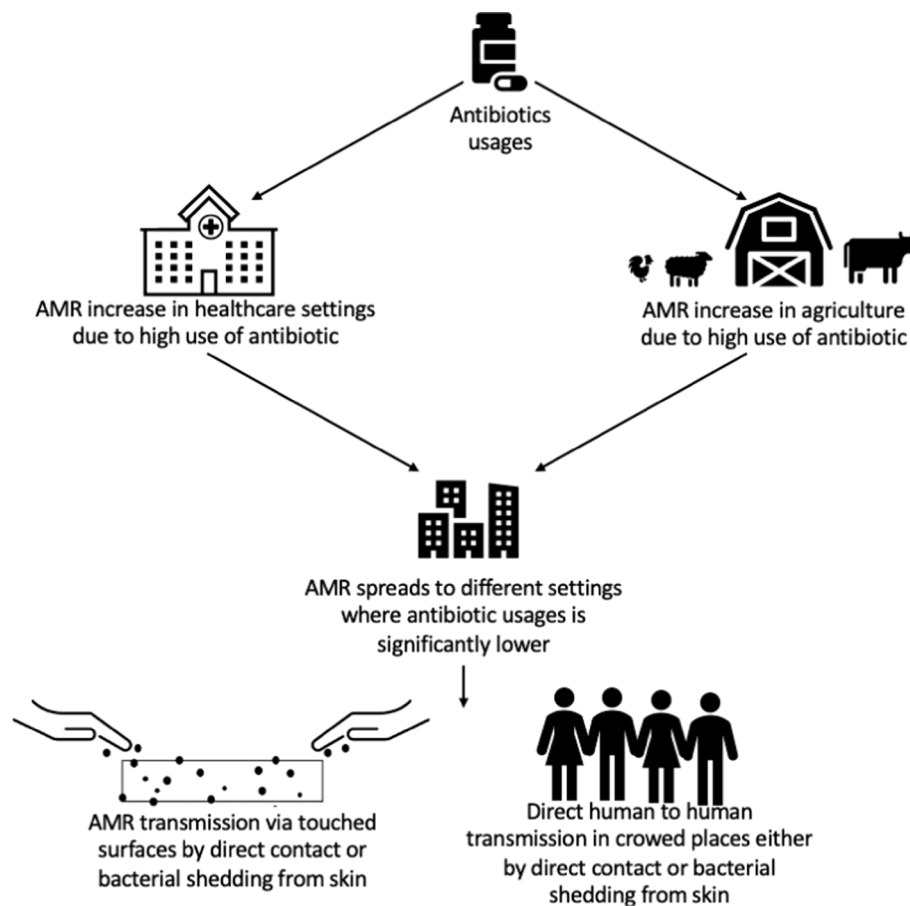 Antibiotics
usages
AMR increase in healthcare settings
due to high use of antibiotic
AMR increase in agriculture
due to high use of antibiotic
AMR spreads to different settings
where antibiotic usages is
significantly lower
AMR transmission via touched
surfaces by direct contact or
bacterial shedding from skin
Direct human to human
transmission in crowed places either
by direct contact or bacterial
shedding from skin